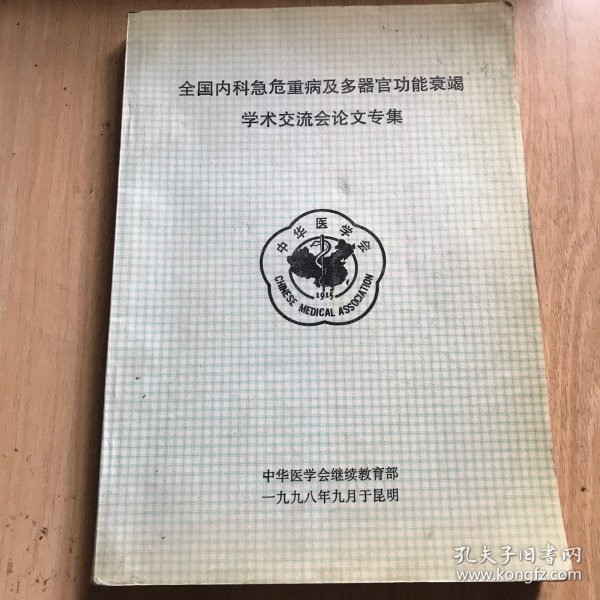 全国内科急危重病及多器官功能衰竭
学术交流会论文专集
中华医学会
1915
CHINESE MEDICAL ASSOCIATION
中华医学会继续教育部
一九九八年九月于昆明
孔夫子旧书网
www.kongfz.com